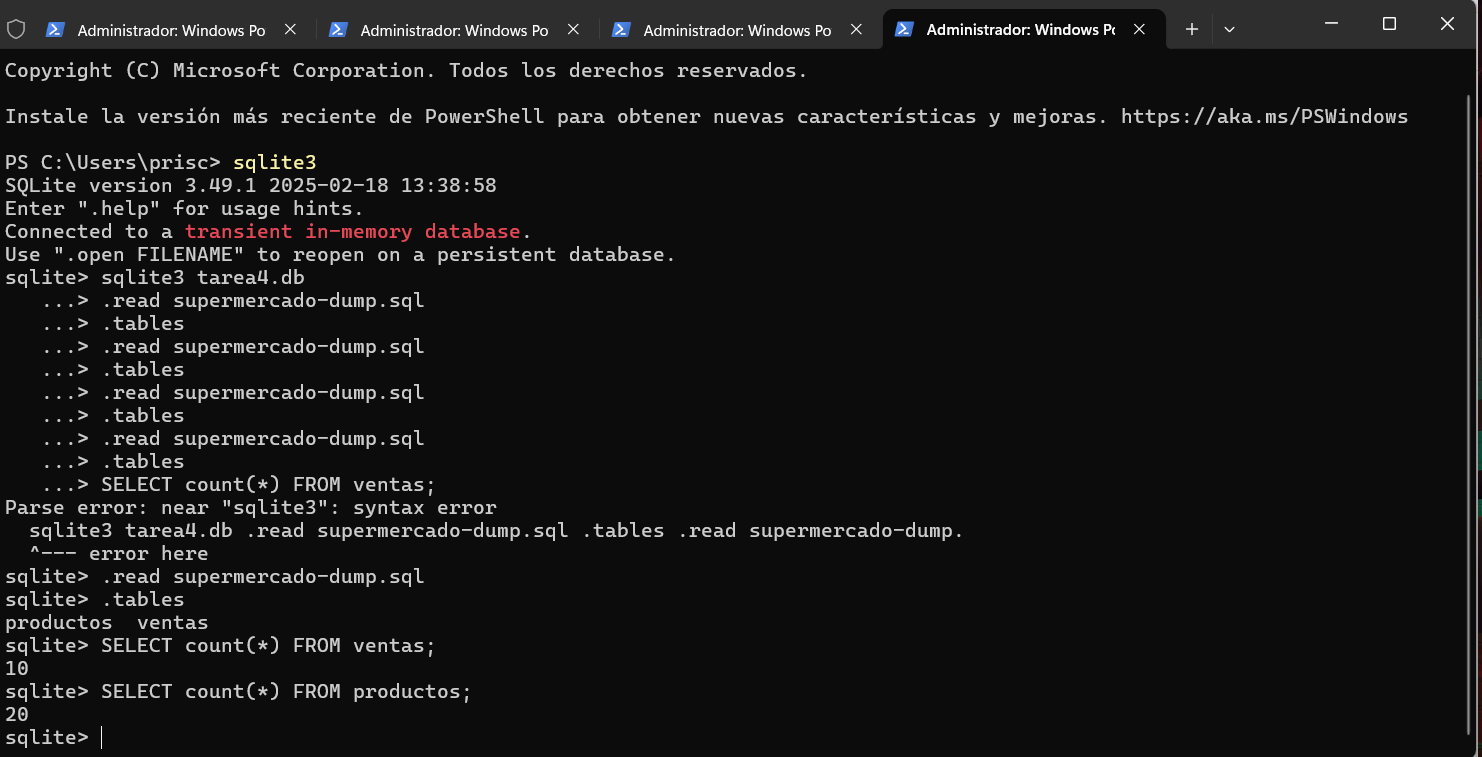 Administrador: Windows Po
Administrador: Windows Po
Administrador: Windows Po
Administrador: Windows Po
Copyright (C) Microsoft Corporation. Todos los derechos reservados.
Instale la versión más reciente de PowerShell para obtener nuevas características y mejoras. https://aka.ms/PSWindows
PS C:\Users\prisc> sqlite3
SQLite version 3.49.1 2025-02-18 13:38:58
Enter ".help" for usage hints.
Connected to a transient in-memory database.
Use ".open FILENAME" to reopen on a persistent database.
sqlite> sqlite3 tarea4.db
   ...> .read supermercado-dump.sql
   ...> .tables
   ...> .read supermercado-dump.sql
   ...> .tables
   ...> .read supermercado-dump.sql
   ...> .tables
   ...> .read supermercado-dump.sql
   ...> .tables
   ...> SELECT count(*) FROM ventas;
Parse error: near "sqlite3": syntax error
  sqlite3 tarea4.db .read supermercado-dump.sql .tables .read supermercado-dump.
  ^--- error here
sqlite> .read supermercado-dump.sql
sqlite> .tables
productos  ventas
sqlite> SELECT count(*) FROM ventas;
10
sqlite> SELECT count(*) FROM productos;
20
sqlite>